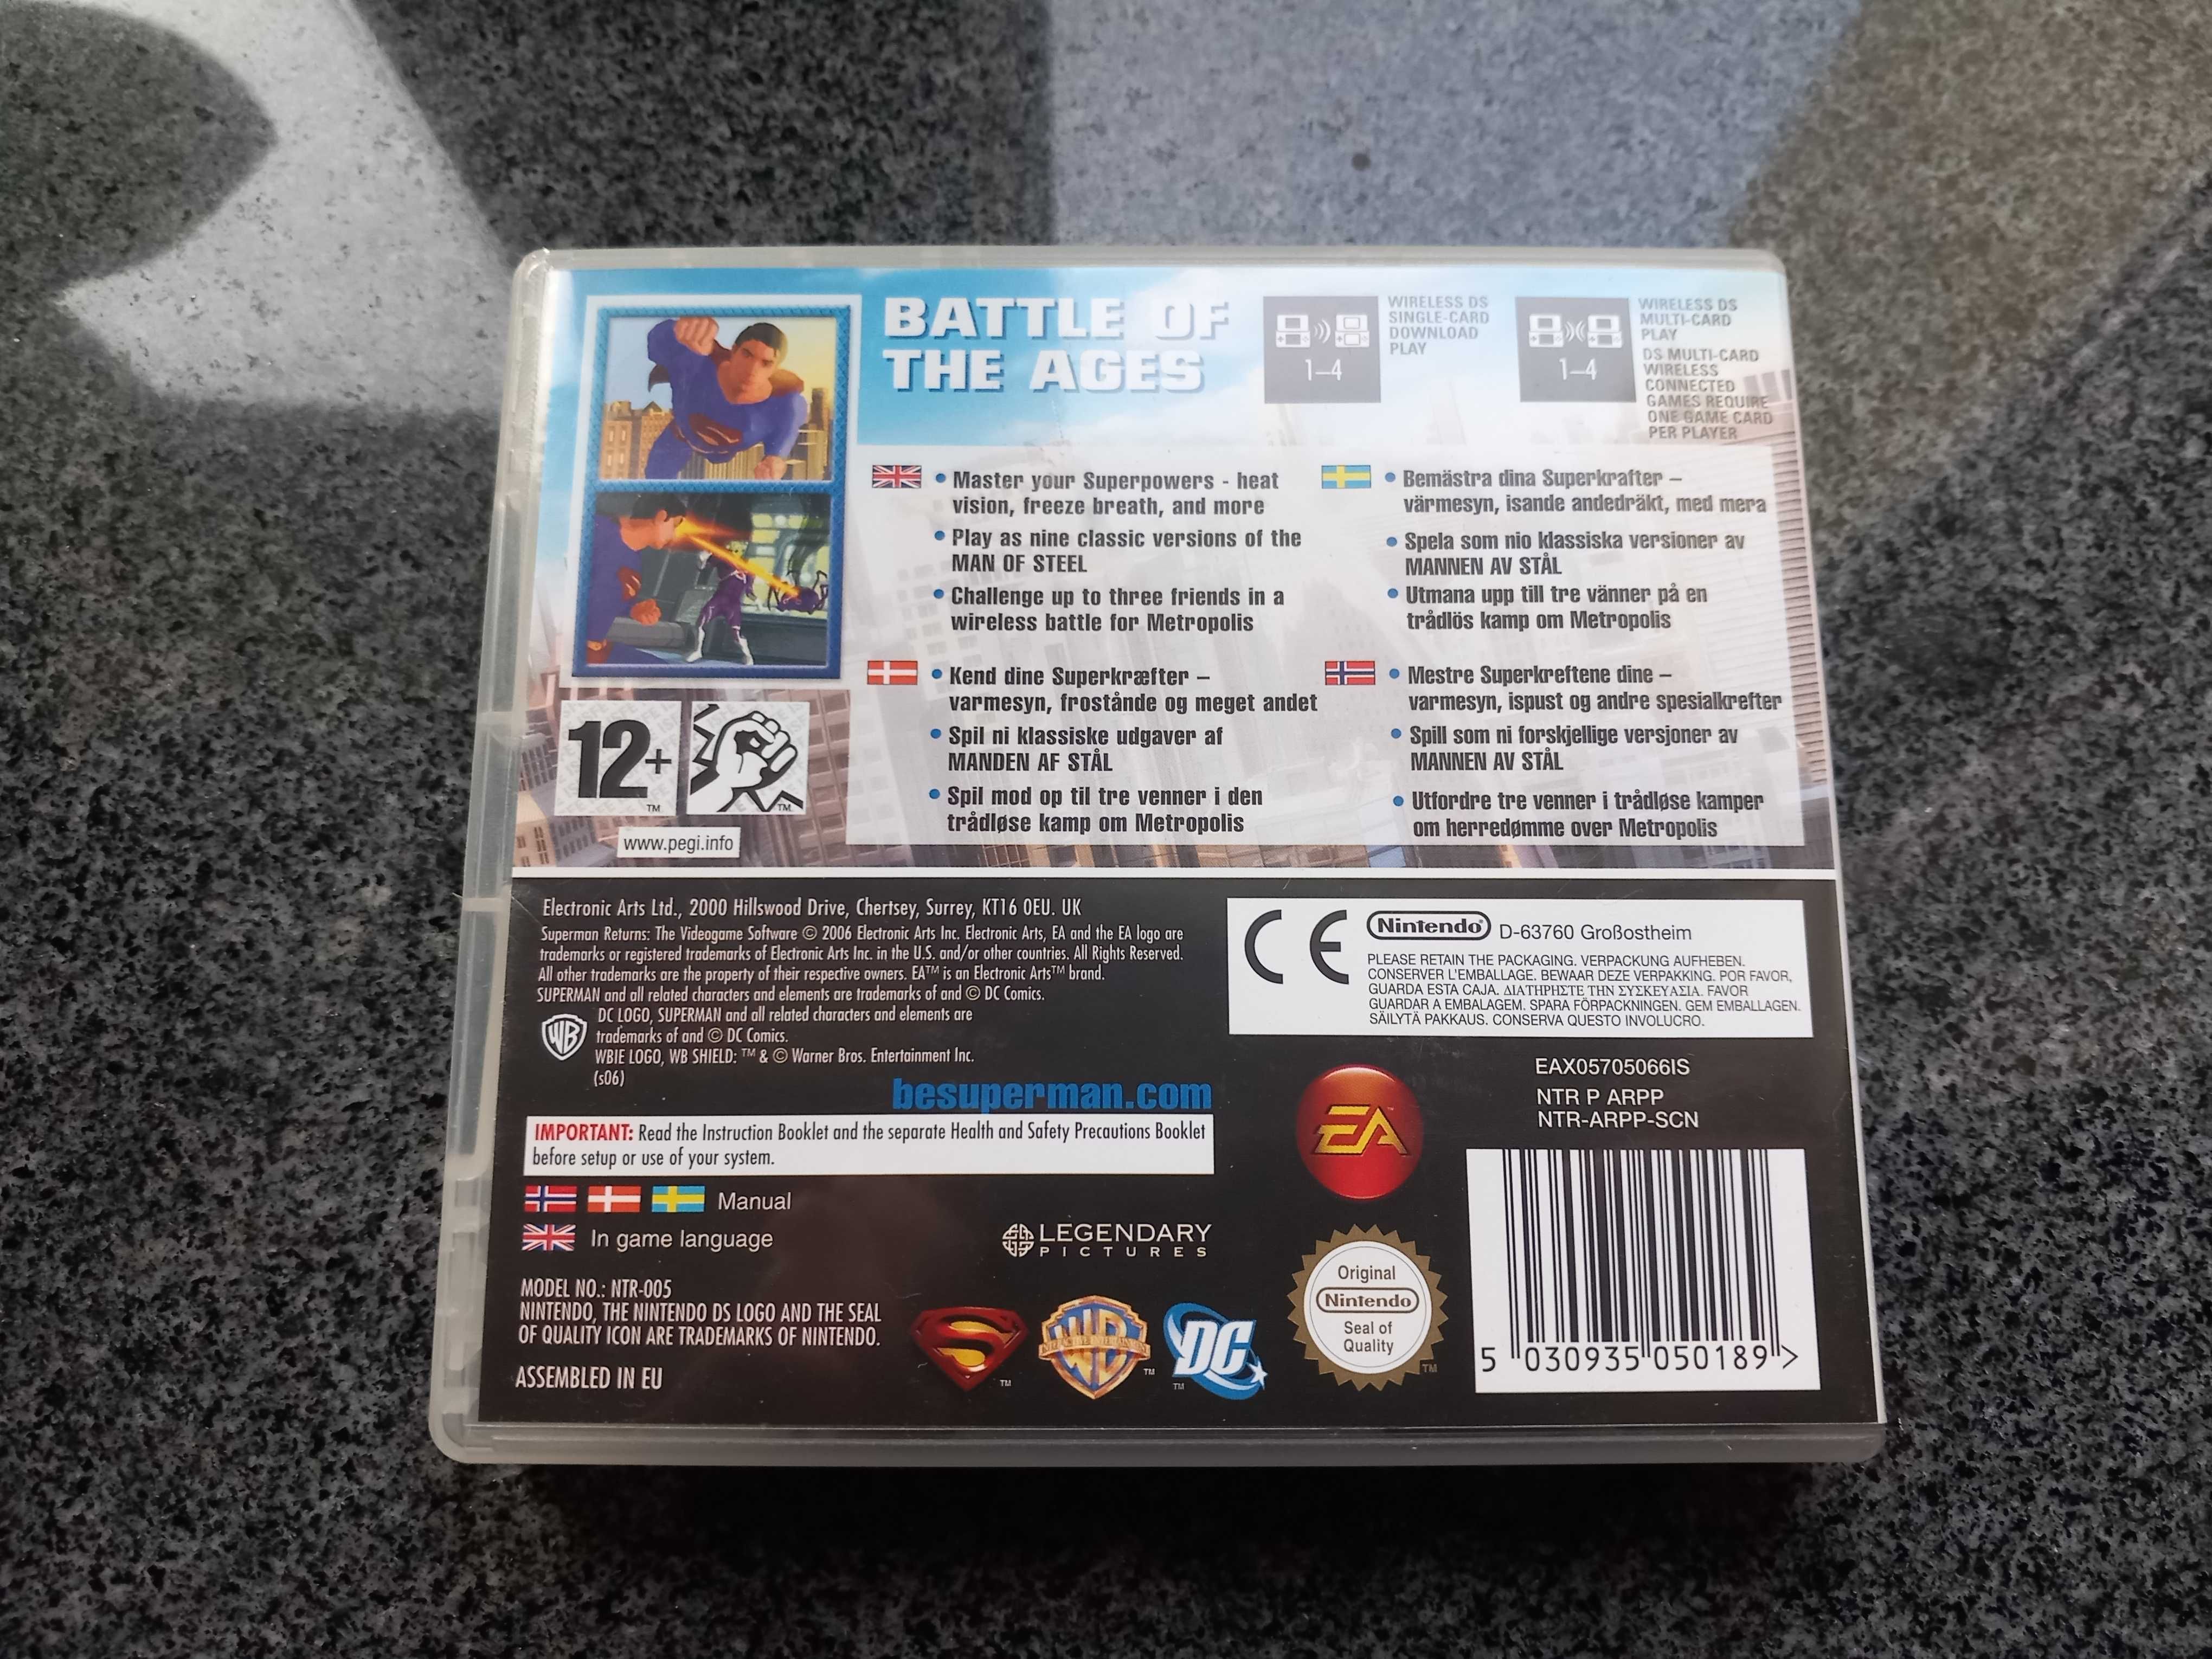 BATTLE OF
THE AGES
1–4
WIRELESS DS
SINGLE-CARD
DOWNLOAD
PLAY
1–4
WIRELESS DS
MULTI-CARD
PLAY
DS MULTI-CARD
WIRELESS
CONNECTED
GAMES REQUIRE
ONE GAME CARD
PER PLAYER
• Master your Superpowers - heat
vision, freeze breath, and more
• Play as nine classic versions of the
MAN OF STEEL
• Challenge up to three friends in a
wireless battle for Metropolis
• Bemästra dina Superkrafter –
värmesyn, isande andedräkt, med mera
• Spela som nio klassiska versioner av
MANNEN AV STÅL
• Utmana upp till tre vänner på en
trådlös kamp om Metropolis
• Kend dine Superkræfter –
varmesyn, frostånde og meget andet
• Spil ni klassiske udgaver af
MANDEN AF STÅL
• Spil mod op til tre venner i den
trådløse kamp om Metropolis
• Mestre Superkreftene dine –
varmesyn, ispust og andre spesialkrefter
• Spill som ni forskjellige versjoner av
MANNEN AV STÅL
• Utfordre tre venner i trådløse kamper
om herredømme over Metropolis
12+
TM
TM
www.pegi.info
Electronic Arts Ltd., 2000 Hillswood Drive, Chertsey, Surrey, KT16 0EU. UK
Superman Returns: The Videogame Software © 2006 Electronic Arts Inc. Electronic Arts, EA and the EA logo are
trademarks or registered trademarks of Electronic Arts Inc. in the U.S. and/or other countries. All Rights Reserved.
All other trademarks are the property of their respective owners. EA™ is an Electronic Arts™ brand.
SUPERMAN and all related characters and elements are trademarks of and © DC Comics.
WB
DC LOGO, SUPERMAN and all related characters and elements are
trademarks of and © DC Comics.
WBIE LOGO, WB SHIELD: ™ & © Warner Bros. Entertainment Inc.
(s06)
besuperman.com
IMPORTANT: Read the Instruction Booklet and the separate Health and Safety Precautions Booklet
before setup or use of your system.
Manual
In game language
LEGENDARY
PICTURES
MODEL NO.: NTR-005
NINTENDO, THE NINTENDO DS LOGO AND THE SEAL
OF QUALITY ICON ARE TRADEMARKS OF NINTENDO.
ASSEMBLED IN EU
S
TM
WB
TM
DC
TM
CE
Nintendo® D-63760 Großostheim
PLEASE RETAIN THE PACKAGING. VERPACKUNG AUFHEBEN.
CONSERVER L'EMBALLAGE. BEWAAR DEZE VERPAKKING. POR FAVOR,
GUARDA ESTA CAJA. ΔΙΑΤΗΡΗΣΤΕ ΤΗΝ ΣΥΣΚΕΥΑΣΙΑ. FAVOR
GUARDAR A EMBALAGEM. SPARA FÖRPACKNINGEN. GEM EMBALLAGEN.
SÄILYTÄ PAKKAUS. CONSERVA QUESTO INVOLUCRO.
EAX05705066IS
NTR P ARPP
NTR-ARPP-SCN
EA
Original
Nintendo
Seal of
Quality
TM
5 030935 050189 >